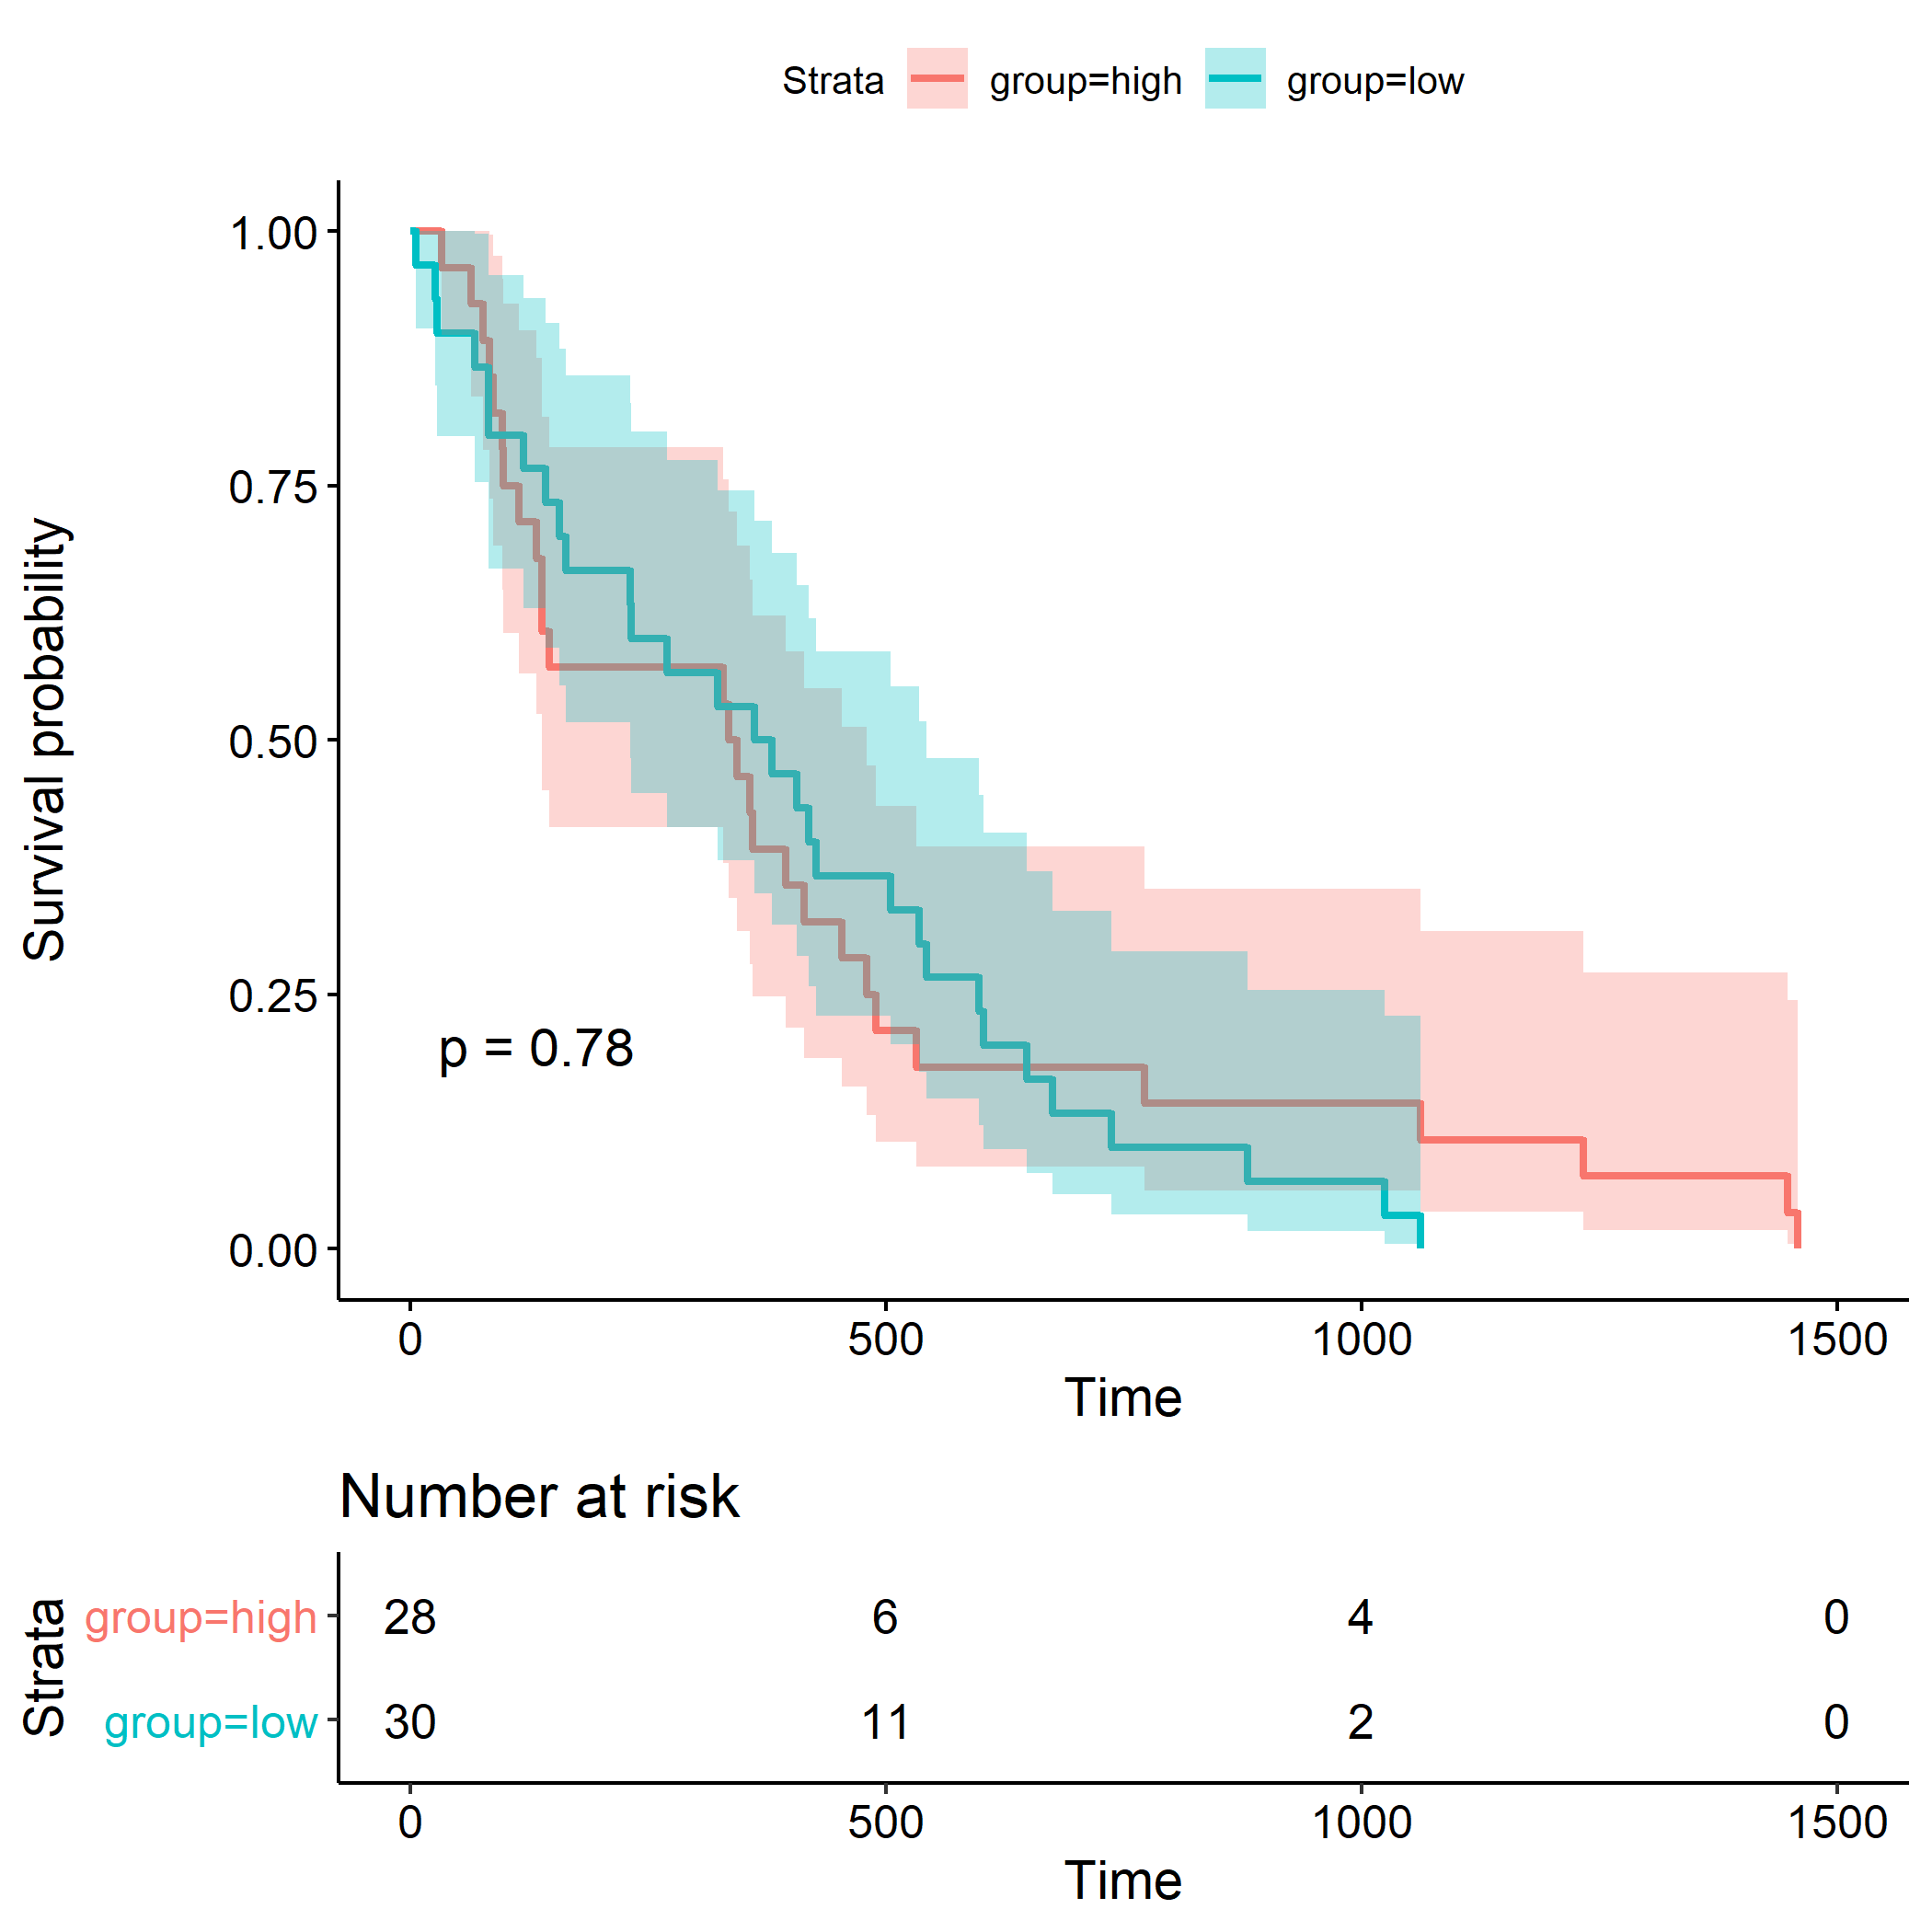 Strata group=high group=low
1.00
0.75
0.50
0.25
0.00
Survival probability
p = 0.78
0 500 1000 1500
Time
Number at risk
Strata
group=high 28 6 4 0
group=low 30 11 2 0
0 500 1000 1500
Time